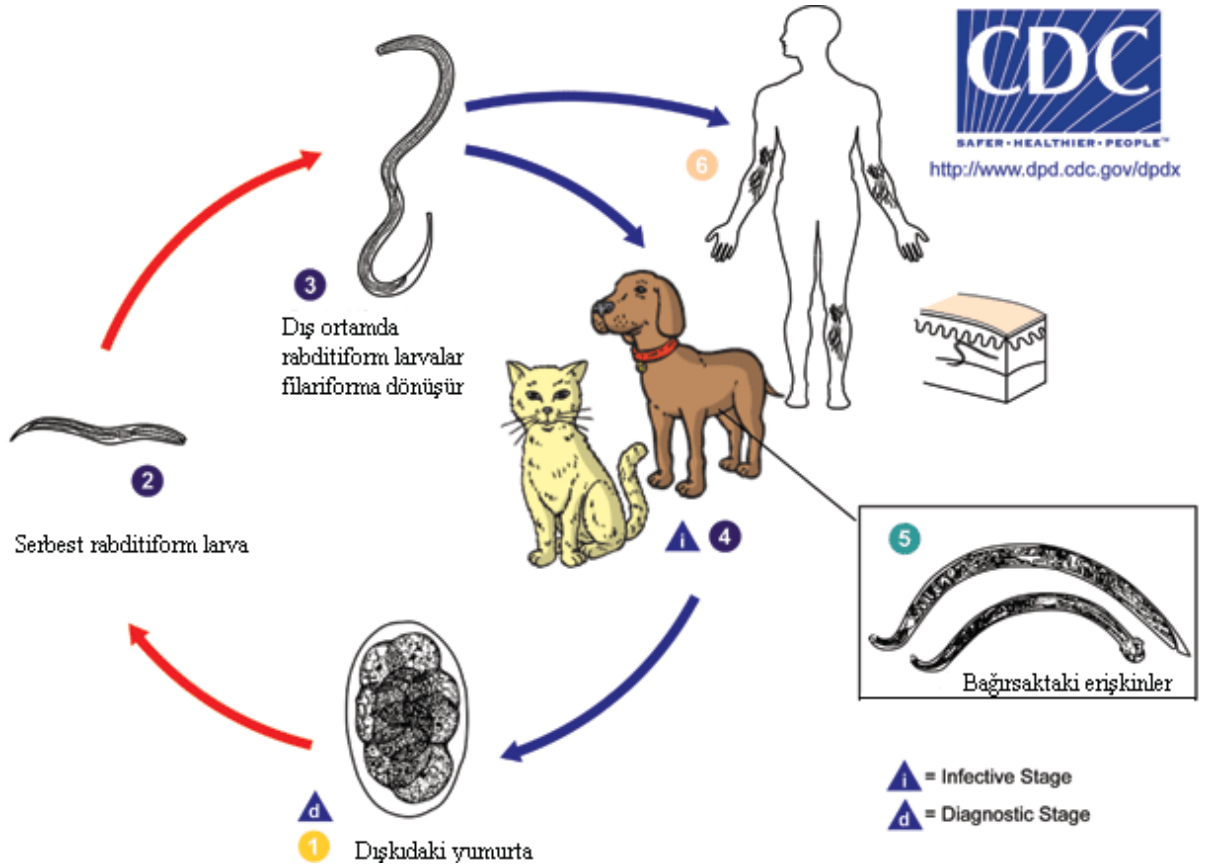 CDC
SAFER•HEALTHIER•PEOPLE™
http://www.dpd.cdc.gov/dpdx
6
3
Dış ortamda
rabditiform larvalar
filariforma dönüşür
2
Serbest rabditiform larva
i 4
5
Bağırsaktaki erişkinler
i = Infective Stage
d = Diagnostic Stage
d
1 Dışkıdaki yumurta